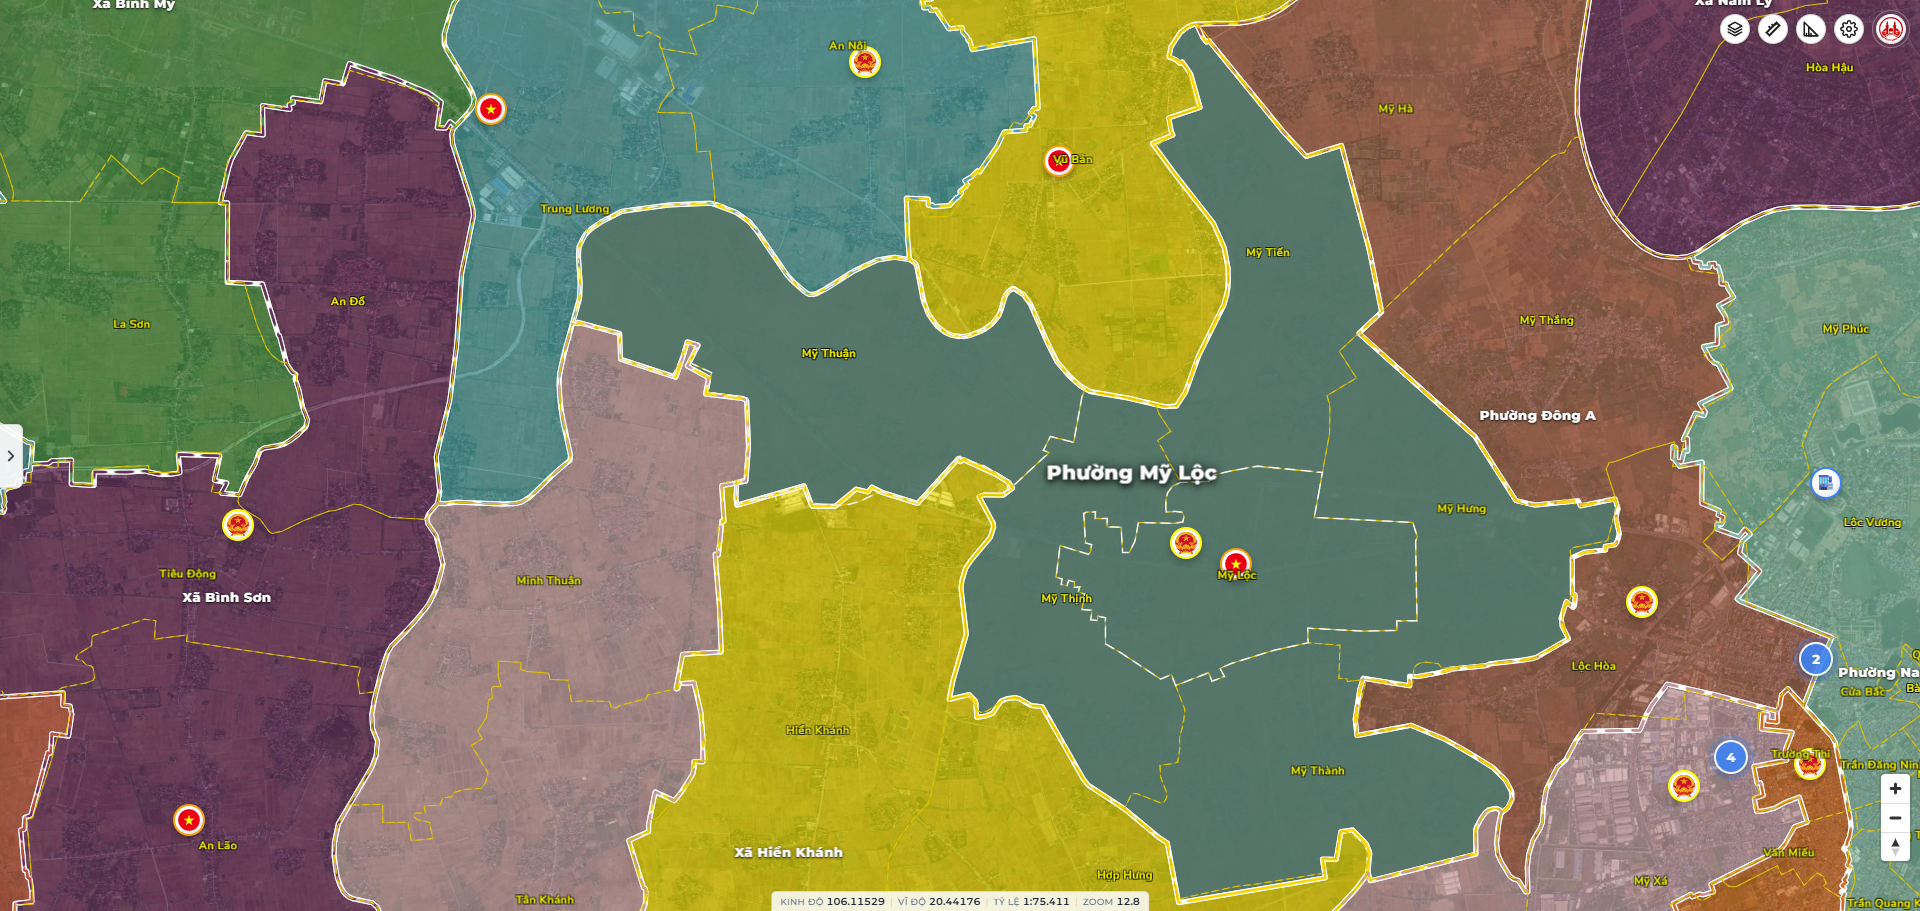 Xã Bình Mỹ
Xã Nam Lý
An Nội
Hòa Hậu
Mỹ Hà
Vũ Bản
Trung Lương
Mỹ Tiến
An Đổ
La Sơn
Mỹ Thắng
Mỹ Phúc
Mỹ Thuận
Phường Đông A
Phường Mỹ Lộc
Mỹ Hưng
Lộc Vượng
Tiêu Động
Minh Thuận
Mỹ Lộc
Xã Bình Sơn
Mỹ Thịnh
2
Lộc Hòa
Phường Na
Cửa Bắc
Bà
Hiển Khánh
4
Trường Thi
Trần Đăng Nin
Mỹ Thành
An Lão
Xã Hiển Khánh
Văn Miếu
Hợp Hưng
Mỹ Xá
Tân Khánh
Trần Quang K
KINH ĐỘ 106.11529 VĨ ĐỘ 20.44176 TỶ LỆ 1:75.411 ZOOM 12.8